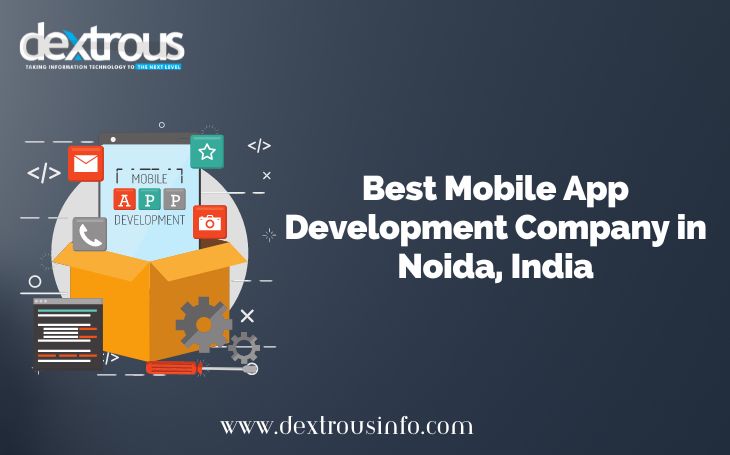 dextrous
TAKING INFORMATION TECHNOLOGY TO THE NEXT LEVEL
</>
</>
MOBILE
APP
DEVELOPMENT
</>
Best Mobile App
Development Company in
Noida, India
www.dextrousinfo.com